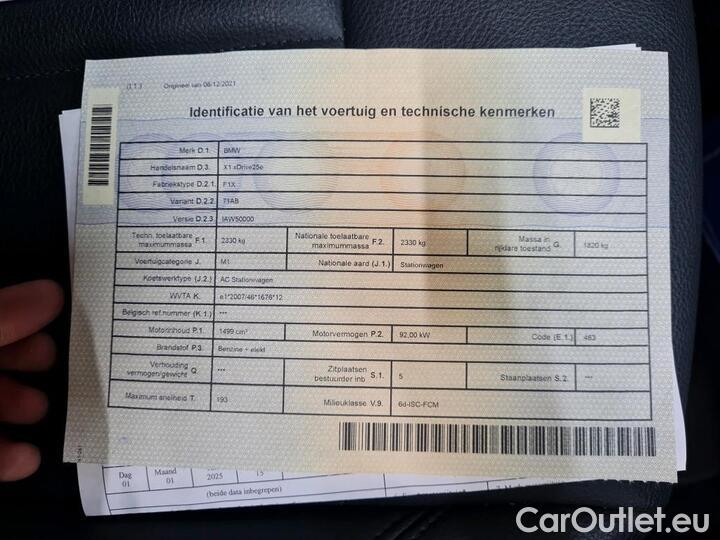 (1.1.) Origineel van 06/12/2021
Identificatie van het voertuig en technische kenmerken
Merk D.1. BMW
Handelsnaam D.3. X1 xDrive25e
Fabriekstype D.2.1. F1X
Variant D.2.2. 71AB
Versie D.2.3. IAW50000
Techn. toelaatbare maximummassa F.1. 2330 kg Nationale toelaatbare maximummassa F.2. 2330 kg Massa in rijklare toestand G. 1820 kg
Voertuigcategorie J. M1 Nationale aard (J.1.) Stationwagen
Koetswerktype (J.2.) AC Stationwagen
WVTA K. e1*2007/46*1676*12
Belgisch ref.nummer (K.1.) ***
Motorinhoud P.1. 1499 cm³ Motorvermogen P.2. 92,00 kW Code (E.1.) 463
Brandstof P.3. Benzine + elekt
Verhouding vermogen/gewicht Q. *** Zitplaatsen bestuurder inb S.1. 5 Staanplaatsen S.2. ***
Maximum snelheid T. 193 Milieuklasse V.9. 6d-ISC-FCM
Dag Maand
01 01 2025 15
(beide data inbegrepen)
CarOutlet.eu